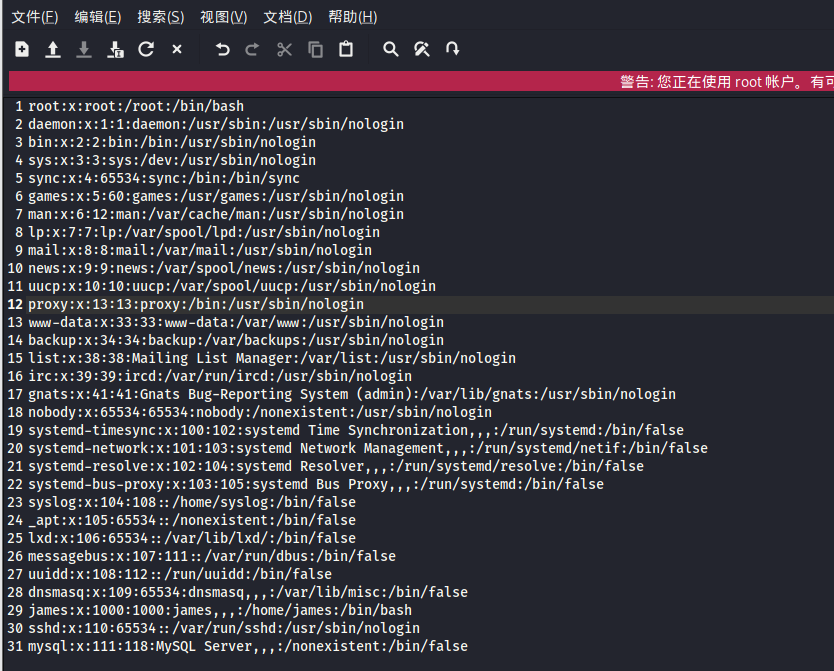 文件(F) 编辑(E) 搜索(S) 视图(V) 文档(D) 帮助(H)
警告: 您正在使用 root 帐户。有可
1 root:x:root:/root:/bin/bash
2 daemon:x:1:1:daemon:/usr/sbin:/usr/sbin/nologin
3 bin:x:2:2:bin:/bin:/usr/sbin/nologin
4 sys:x:3:3:sys:/dev:/usr/sbin/nologin
5 sync:x:4:65534:sync:/bin:/bin/sync
6 games:x:5:60:games:/usr/games:/usr/sbin/nologin
7 man:x:6:12:man:/var/cache/man:/usr/sbin/nologin
8 lp:x:7:7:lp:/var/spool/lpd:/usr/sbin/nologin
9 mail:x:8:8:mail:/var/mail:/usr/sbin/nologin
10 news:x:9:9:news:/var/spool/news:/usr/sbin/nologin
11 uucp:x:10:10:uucp:/var/spool/uucp:/usr/sbin/nologin
12 proxy:x:13:13:proxy:/bin:/usr/sbin/nologin
13 www-data:x:33:33:www-data:/var/www:/usr/sbin/nologin
14 backup:x:34:34:backup:/var/backups:/usr/sbin/nologin
15 list:x:38:38:Mailing List Manager:/var/list:/usr/sbin/nologin
16 irc:x:39:39:ircd:/var/run/ircd:/usr/sbin/nologin
17 gnats:x:41:41:Gnats Bug-Reporting System (admin):/var/lib/gnats:/usr/sbin/nologin
18 nobody:x:65534:65534:nobody:/nonexistent:/usr/sbin/nologin
19 systemd-timesync:x:100:102:systemd Time Synchronization,,,:/run/systemd:/bin/false
20 systemd-network:x:101:103:systemd Network Management,,,:/run/systemd/netif:/bin/false
21 systemd-resolve:x:102:104:systemd Resolver,,,:/run/systemd/resolve:/bin/false
22 systemd-bus-proxy:x:103:105:systemd Bus Proxy,,,:/run/systemd:/bin/false
23 syslog:x:104:108::/home/syslog:/bin/false
24 _apt:x:105:65534::/nonexistent:/bin/false
25 lxd:x:106:65534::/var/lib/lxd/:/bin/false
26 messagebus:x:107:111::/var/run/dbus:/bin/false
27 uuidd:x:108:112::/run/uuidd:/bin/false
28 dnsmasq:x:109:65534:dnsmasq,,,:/var/lib/misc:/bin/false
29 james:x:1000:1000:james,,,:/home/james:/bin/bash
30 sshd:x:110:65534::/var/run/sshd:/usr/sbin/nologin
31 mysql:x:111:118:MySQL Server,,,:/nonexistent:/bin/false